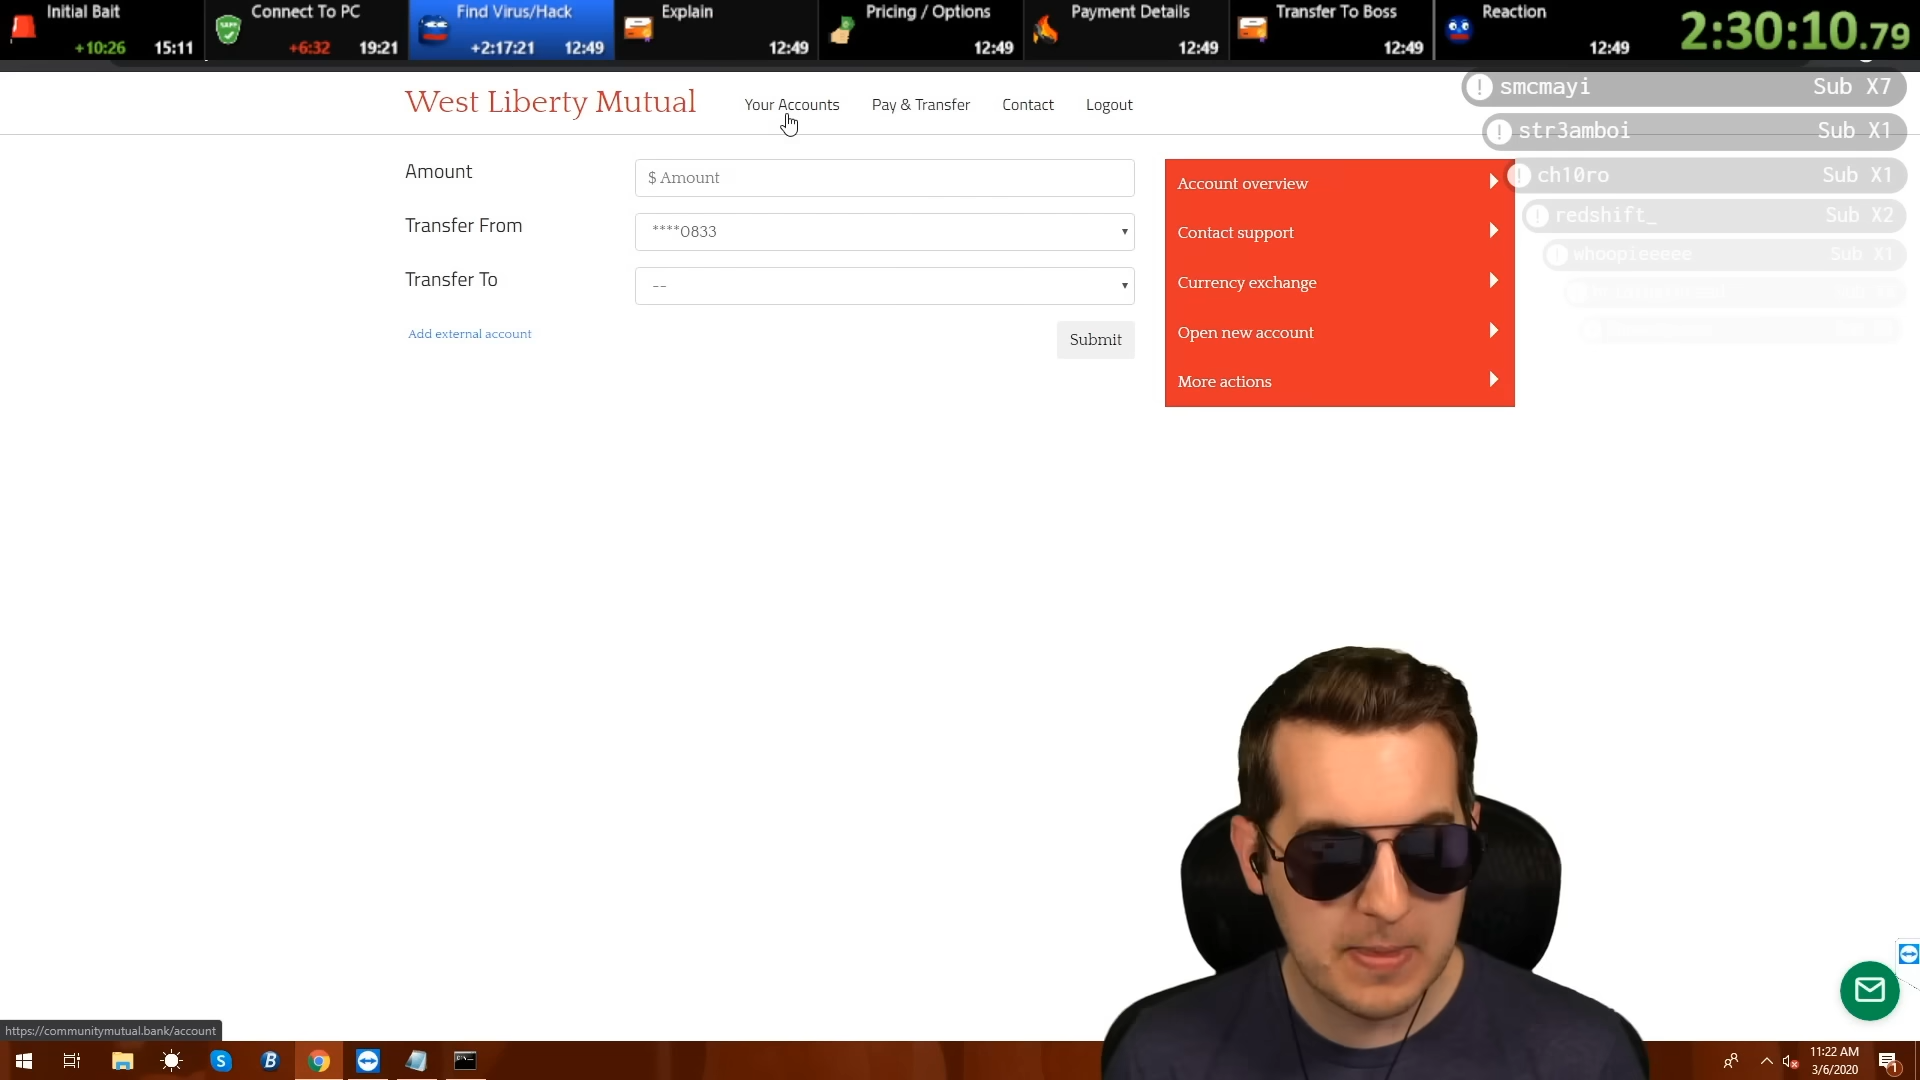 Initial Bait
+10:26 15:11
Connect To PC
+6:32 19:21
Find Virus/Hack
+2:17:21 12:49
Explain
12:49
Pricing / Options
12:49
Payment Details
12:49
Transfer To Boss
12:49
Reaction
12:49
2:30:10.79
West Liberty Mutual
Your Accounts
Pay & Transfer
Contact
Logout
smcmayi Sub X7
str3amboi Sub X1
ch10ro Sub X1
redshift_ Sub X2
whoopieeeee Sub X1
Amount
$ Amount
Transfer From
****0833
Transfer To
--
Add external account
Submit
Account overview
Contact support
Currency exchange
Open new account
More actions
https://communitymutual.bank/account
11:22 AM
3/6/2020
1